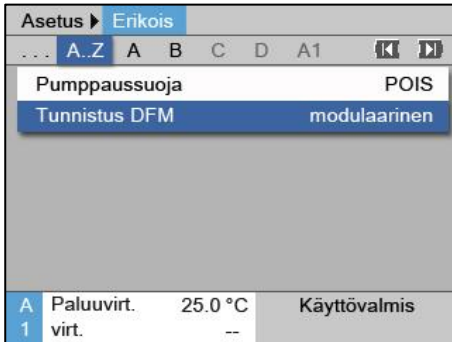 Asetus Erikois
... A..Z A B C D A1
Pumppaussuoja POIS
Tunnistus DFM modulaarinen
A Paluuvirt. 25.0 °C Käyttövalmis
1 virt. --